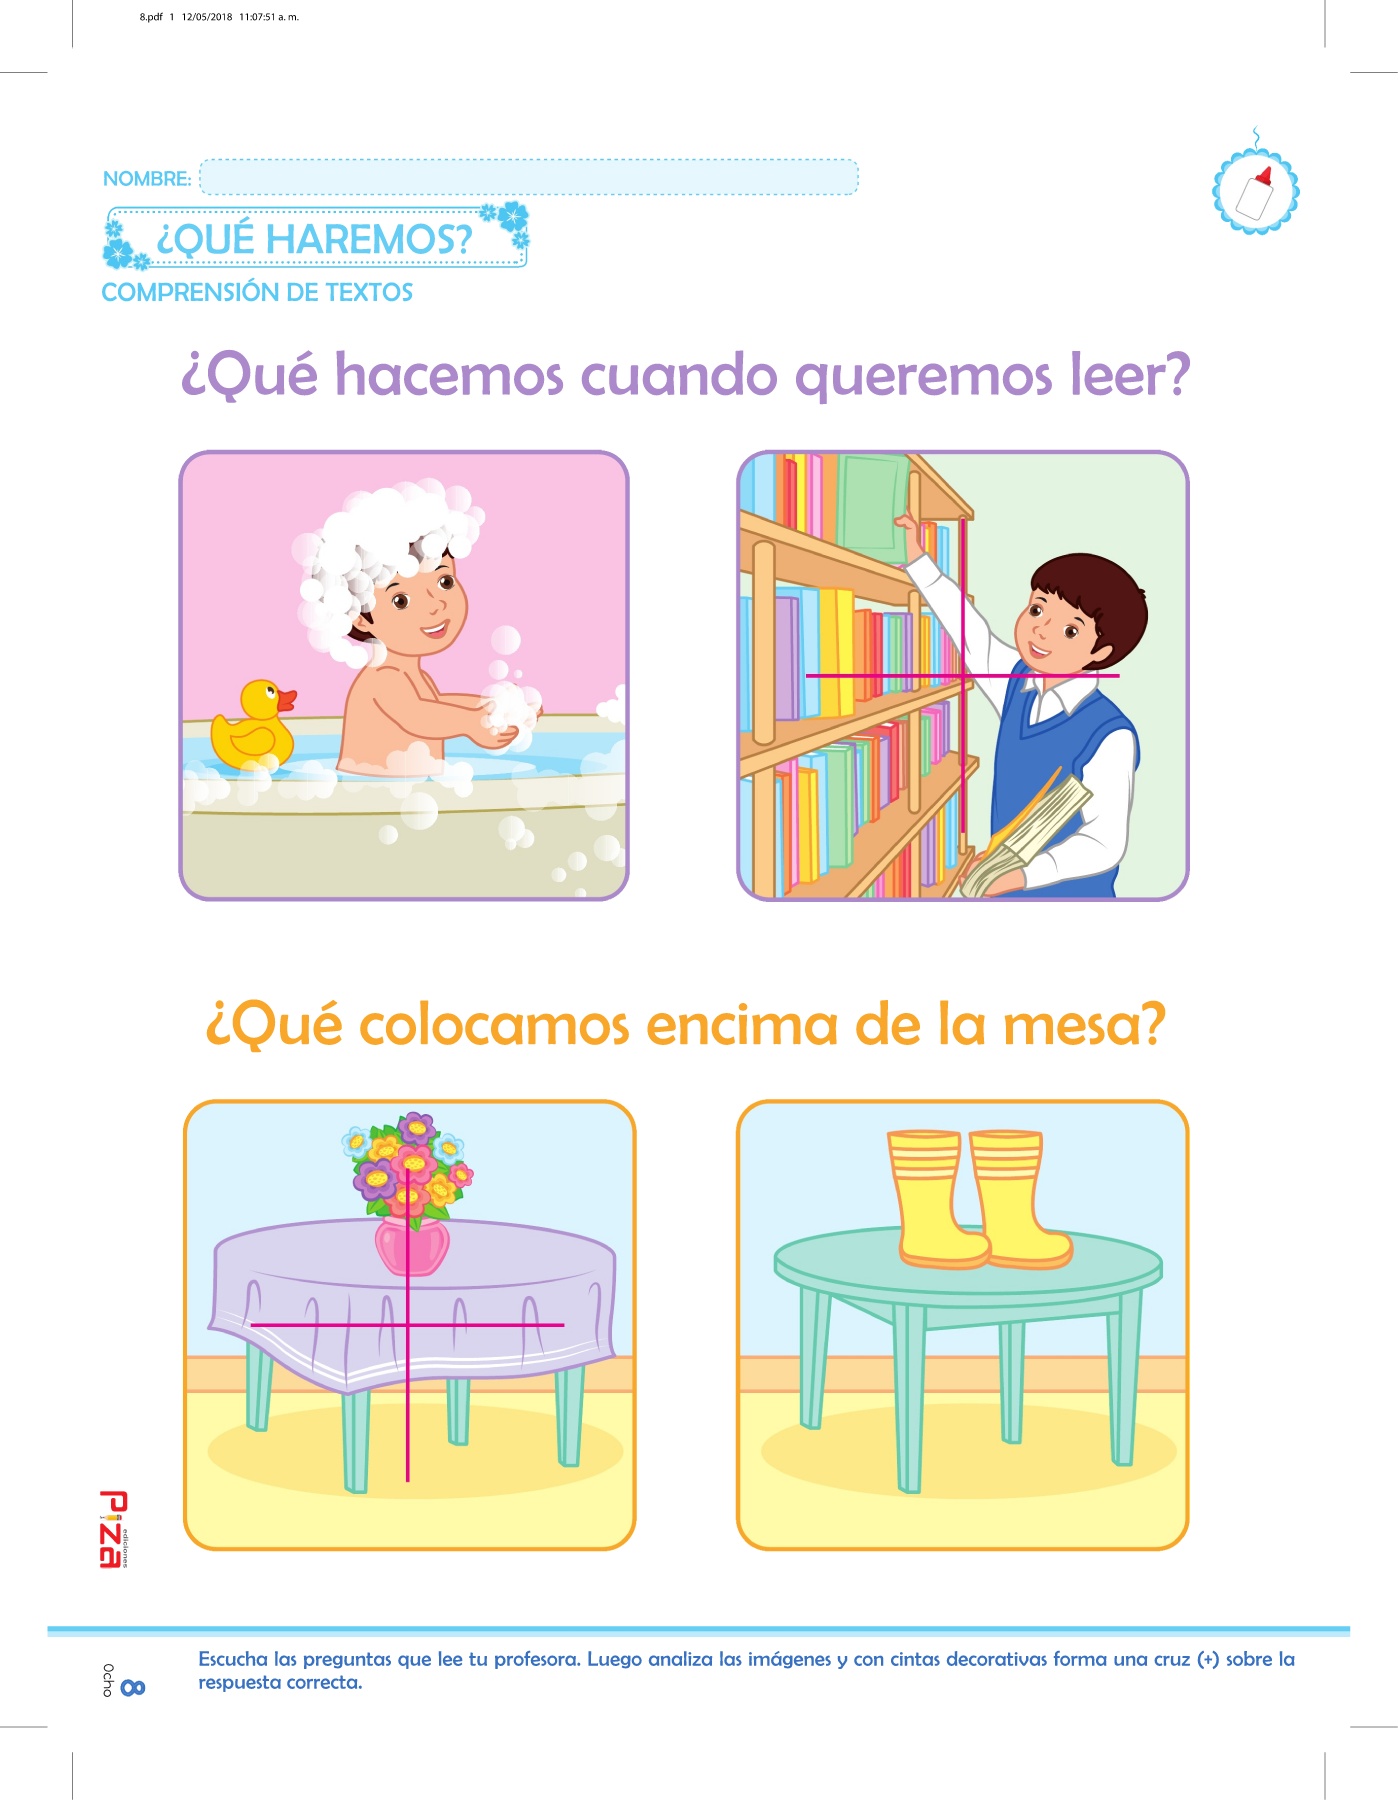 8.pdf 1 12/05/2018 11:07:51 a. m.
NOMBRE:
¿QUÉ HAREMOS?
COMPRENSIÓN DE TEXTOS
¿Qué hacemos cuando queremos leer?
¿Qué colocamos encima de la mesa?
Piza
ediciones
Escucha las preguntas que lee tu profesora. Luego analiza las imágenes y con cintas decorativas forma una cruz (+) sobre la
respuesta correcta.
Ocho
8